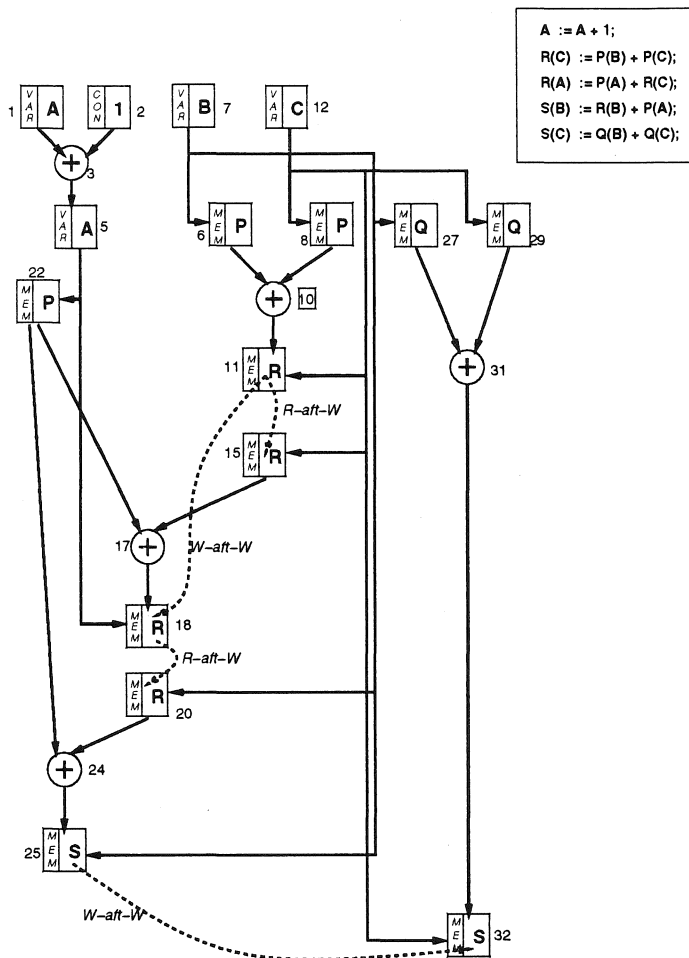 A := A + 1;
R(C) := P(B) + P(C);
R(A) := P(A) + R(C);
S(B) := R(B) + P(A);
S(C) := Q(B) + Q(C);
1 VAR A
CON 1 2
VAR B 7
VAR C 12
+ 3
VAR A 5
6 MEM P
8 MEM P
MEM Q 27
MEM Q 29
22
MEM P
+ 10
11 MEM R
+ 31
R-aft-W
15 MEM R
17 + W-aft-W
MEM R 18
R-aft-W
MEM R
20
+ 24
25 MEM S
W-aft-W
MEM S 32